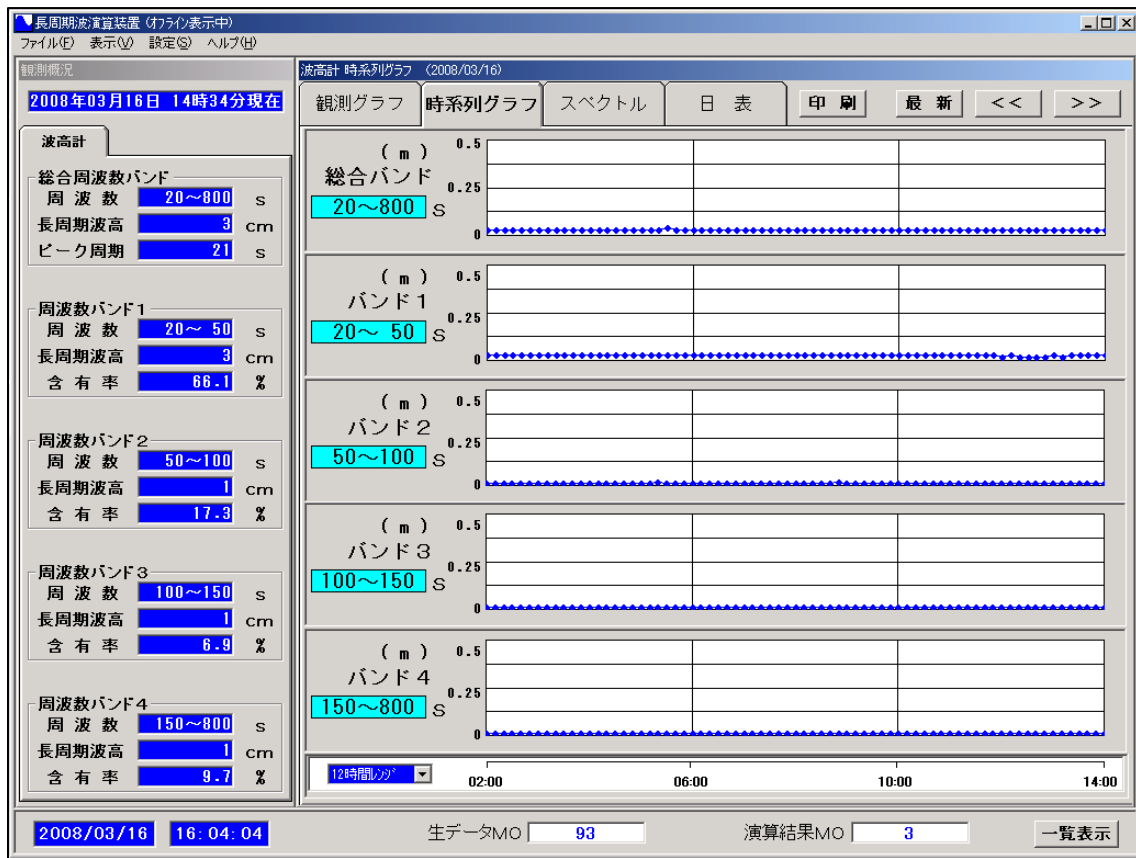 長周期波演算装置 (オフライン表示中)
ファイル(F) 表示(V) 設定(S) ヘルプ(H)
観測概況
2008年03月16日 14時34分現在
波高計
総合周波数バンド
周 波 数 20～800 s
長周期波高 3 cm
ピーク周期 21 s
周波数バンド1
周 波 数 20～ 50 s
長周期波高 3 cm
含 有 率 66.1 %
周波数バンド2
周 波 数 50～100 s
長周期波高 1 cm
含 有 率 17.3 %
周波数バンド3
周 波 数 100～150 s
長周期波高 1 cm
含 有 率 6.9 %
周波数バンド4
周 波 数 150～800 s
長周期波高 1 cm
含 有 率 9.7 %
波高計 時系列グラフ (2008/03/16)
観測グラフ 時系列グラフ スペクトル 日 表 印 刷 最 新 << >>
(m) 0.5
総合バンド 0.25
20～800 s
0
(m) 0.5
バンド1 0.25
20～ 50 s
0
(m) 0.5
バンド2 0.25
50～100 s
0
(m) 0.5
バンド3 0.25
100～150 s
0
(m) 0.5
バンド4 0.25
150～800 s
0
12時間レンジ 02:00 06:00 10:00 14:00
2008/03/16 16:04:04 生データMO 93 演算結果MO 3 一覧表示